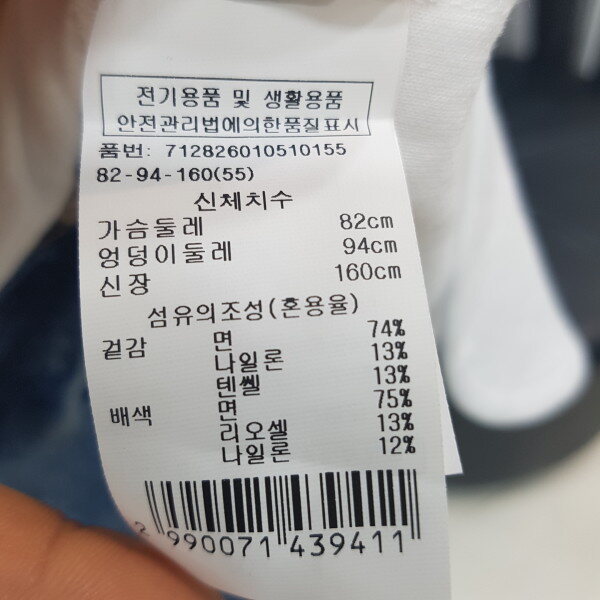 전기용품 및 생활용품
안전관리법에의한품질표시
품번: 712826010510155
82-94-160(55)
신체치수
가슴둘레 82cm
엉덩이둘레 94cm
신장 160cm
섬유의조성(혼용율)
겉감 면 74%
나일론 13%
텐셀 13%
배색 면 75%
리오셀 13%
나일론 12%
2 990071 439411